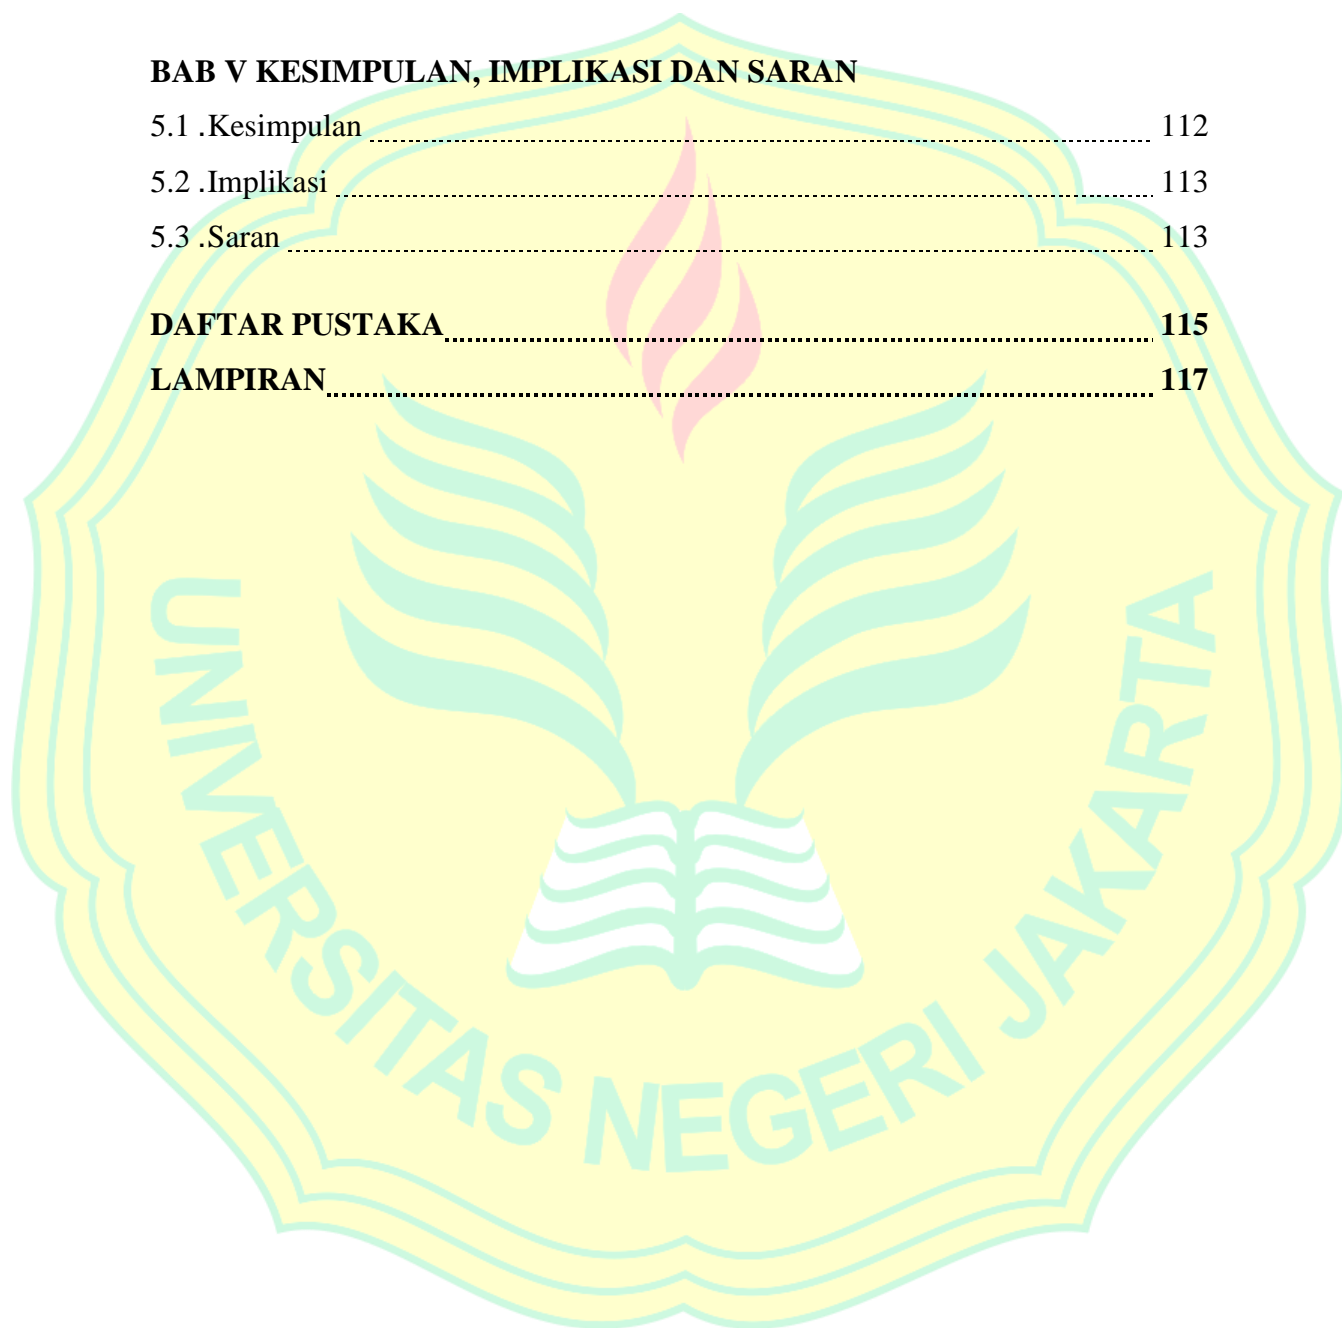 BAB V KESIMPULAN, IMPLIKASI DAN SARAN
5.1 .Kesimpulan 112
5.2 .Implikasi 113
5.3 .Saran 113
DAFTAR PUSTAKA 115
LAMPIRAN 117
UNIVERSITAS NEGERI JAKARTA